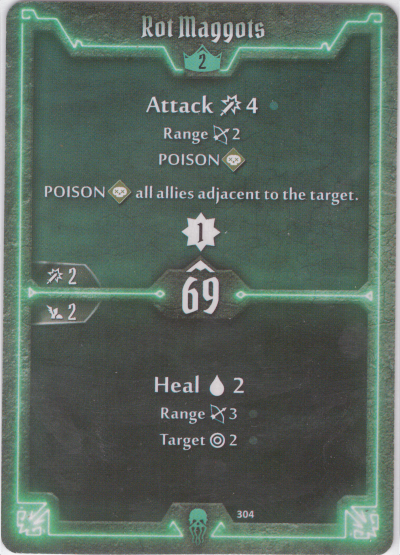 Rot Maggots
2
Attack 4
Range 2
POISON
POISON all allies adjacent to the target.
1
2
69
2
Heal 2
Range 3
Target 2
304